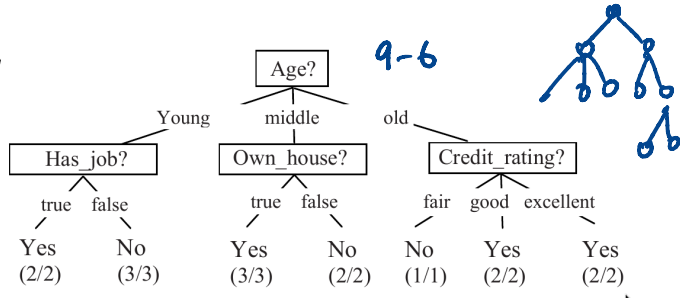 9-6
Age?
Young middle old
Has_job? Own_house? Credit_rating?
true false true false fair good excellent
Yes No Yes No No Yes Yes
(2/2) (3/3) (3/3) (2/2) (1/1) (2/2) (2/2)